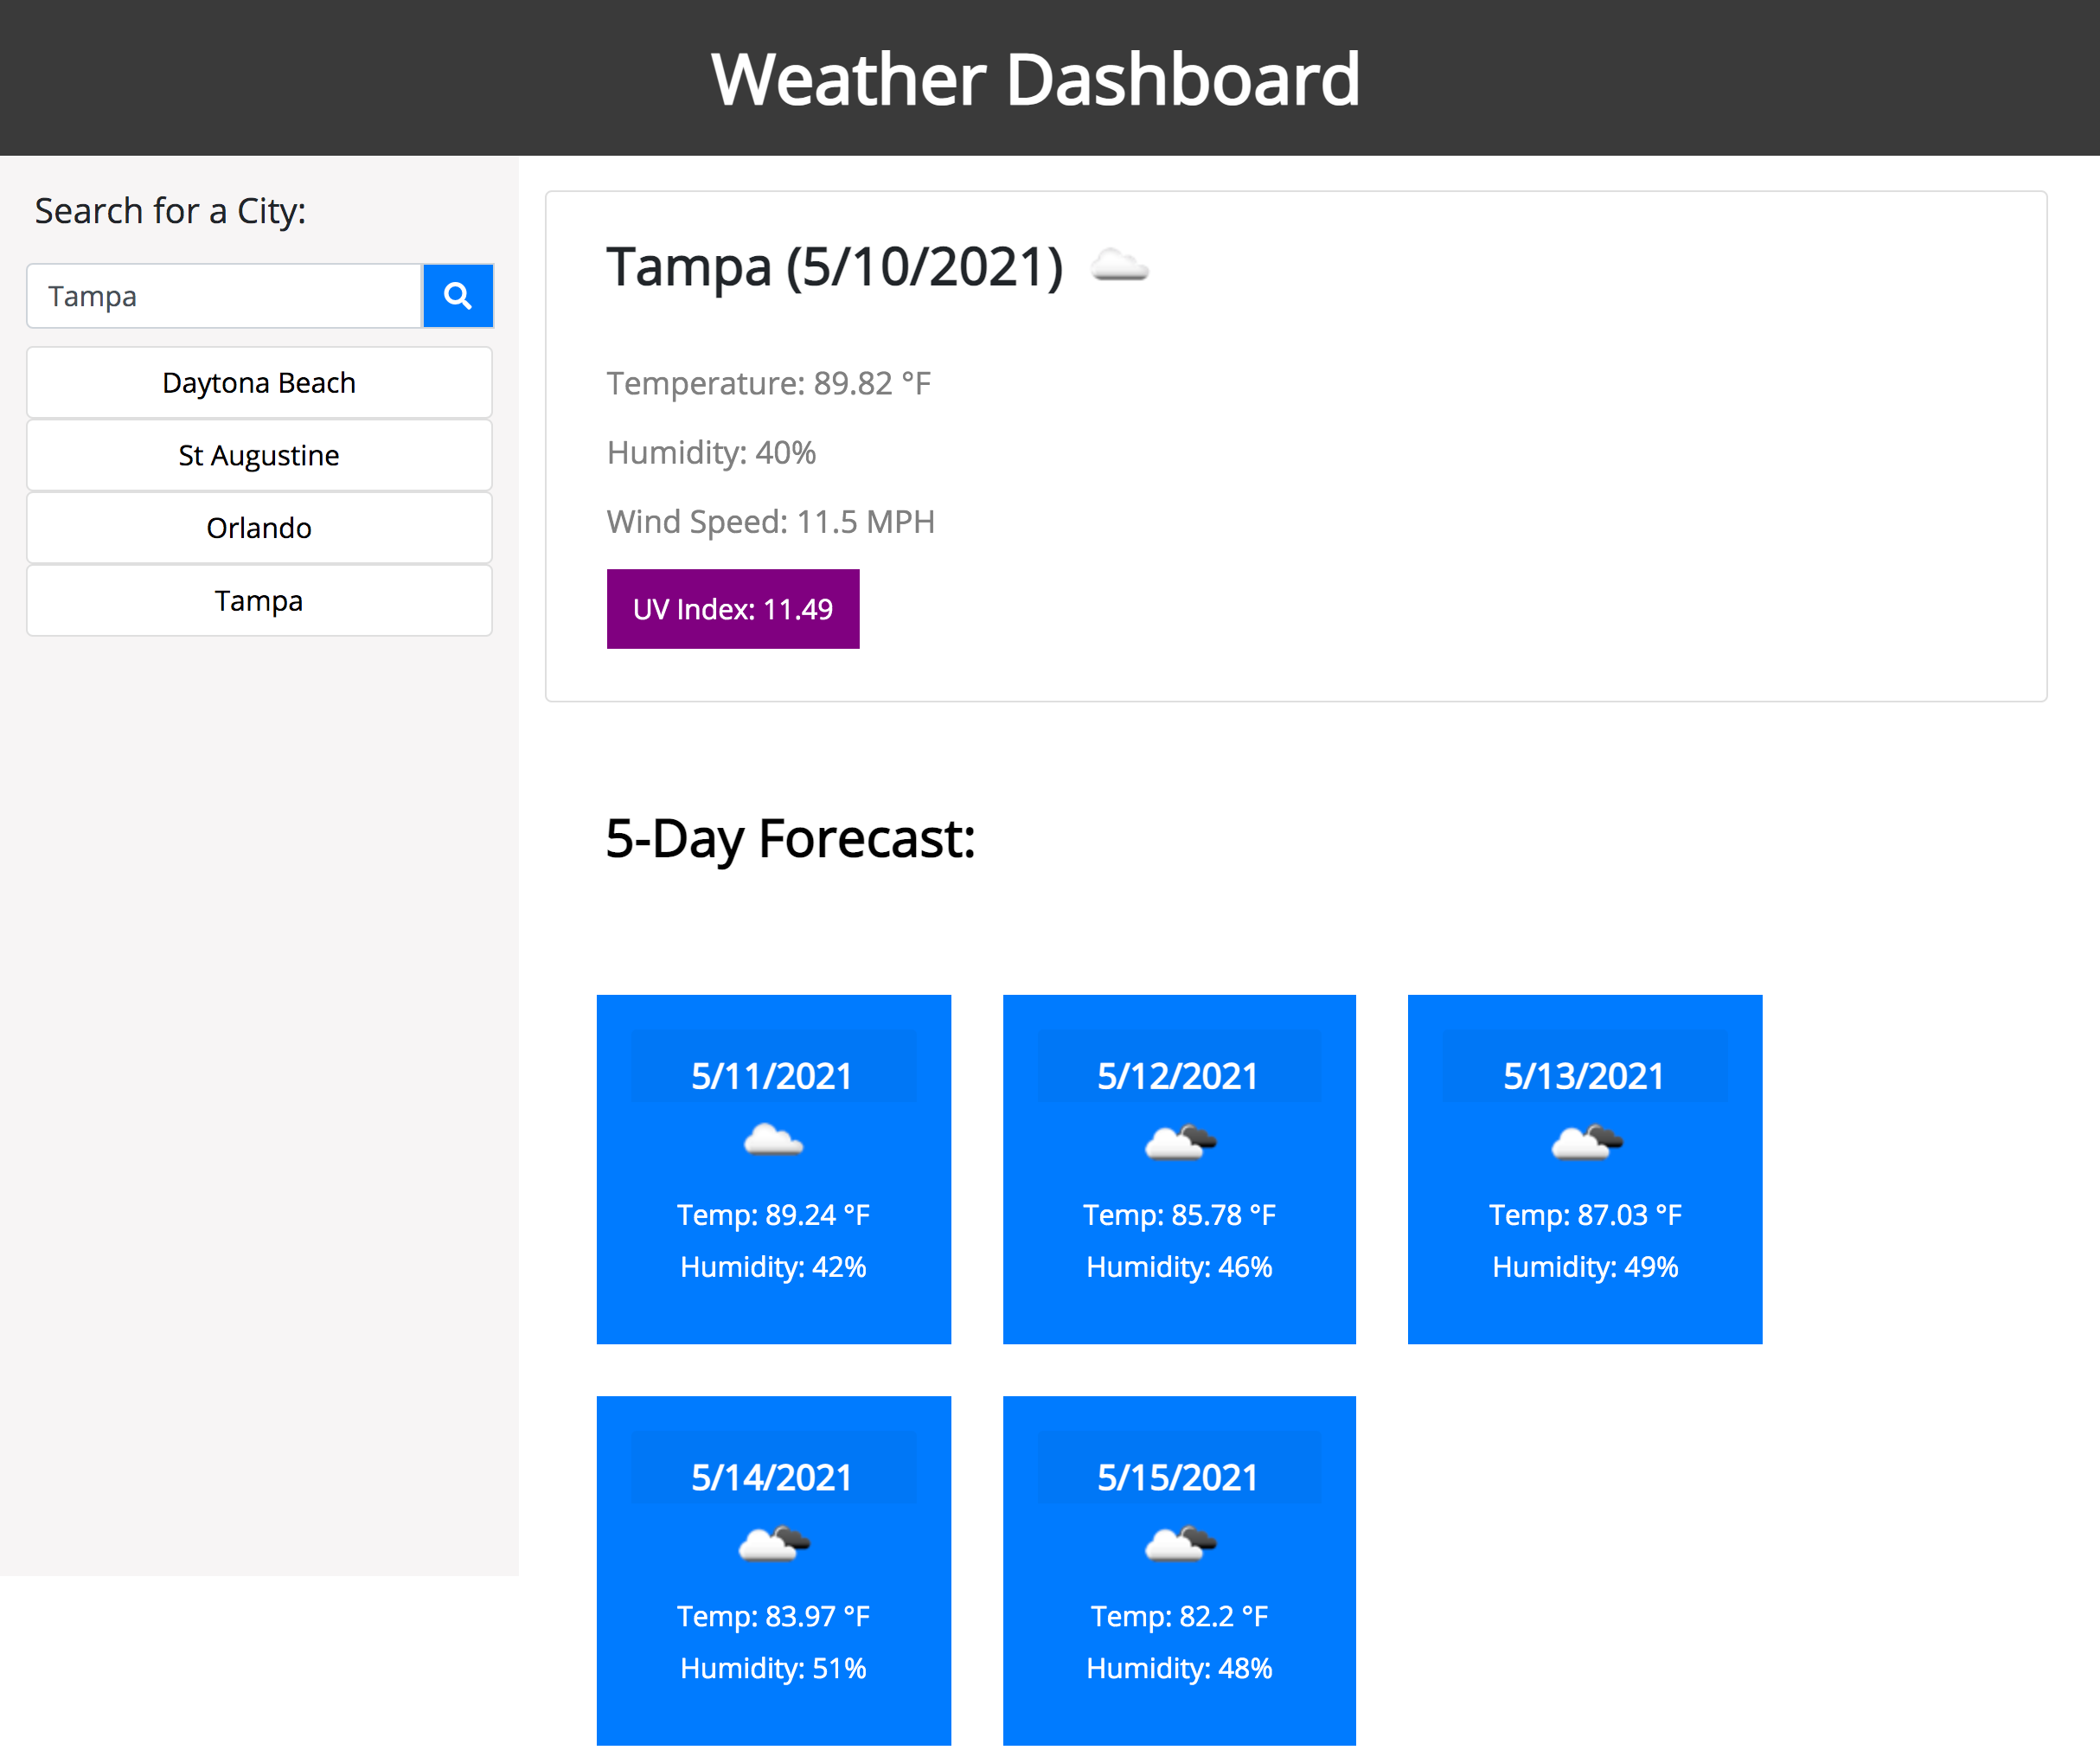 Weather Dashboard
Search for a City:
Tampa
Daytona Beach
St Augustine
Orlando
Tampa
Tampa (5/10/2021)
Temperature: 89.82 °F
Humidity: 40%
Wind Speed: 11.5 MPH
UV Index: 11.49
5-Day Forecast:
5/11/2021
Temp: 89.24 °F
Humidity: 42%
5/12/2021
Temp: 85.78 °F
Humidity: 46%
5/13/2021
Temp: 87.03 °F
Humidity: 49%
5/14/2021
Temp: 83.97 °F
Humidity: 51%
5/15/2021
Temp: 82.2 °F
Humidity: 48%